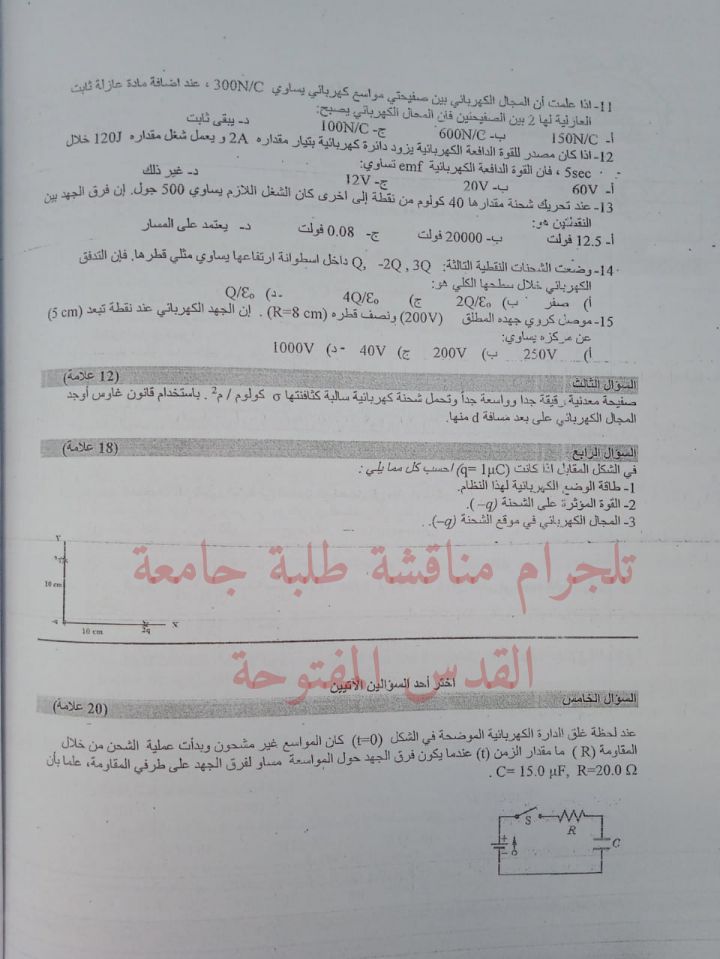 11- اذا علمت أن المجال الكهربائي بين صفيحتي مواسع كهربائي يساوي 300N/C ، عند اضافة مادة عازلة ثابت
العازلية لها 2 بين الصفيحتين فان المجال الكهربائي يصبح:
أ- 150N/C ب- 600N/C ج- 100N/C د- يبقى ثابت
12- اذا كان مصدر للقوة الدافعة الكهربائية يزود دائرة كهربائية بتيار مقداره 2A و يعمل شغل مقداره 120J خلال
5sec ، فان القوة الدافعة الكهربائية emf تساوي:
أ- 60V ب- 20V ج- 12V د- غير ذلك
13- عند تحريك شحنة مقدارها 40 كولوم من نقطة إلى اخرى كان الشغل اللازم يساوي 500 جول. إن فرق الجهد بين
النقطتين هو:
أ- 12.5 فولت ب- 20000 فولت ج- 0.08 فولت د- يعتمد على المسار
14- وضعت الشحنات النقطية التالثة: Q, -2Q , 3Q داخل اسطوانة ارتفاعها يساوي مثلي قطرها. فإن التدفق
الكهربائي خلال سطحها الكلي هو:
أ) صفر ب) 2Q/ε₀ ج) 4Q/ε₀ د) Q/ε₀
15- موصل كروي جهده المطلق (200V) ونصف قطره (R=8 cm) . إن الجهد الكهربائي عند نقطة تبعد (5 cm)
عن مركزه يساوي:
أ) 250V ب) 200V ج) 40V د) 1000V
السؤال الثالث (12 علامة)
صفيحة معدنية رقيقة جدا وواسعة جدا وتحمل شحنة كهربائية سالبة كثافتها σ كولوم / م² . باستخدام قانون غاوس أوجد
المجال الكهربائي على بعد مسافة d منها.
السؤال الرابع (18 علامة)
في الشكل المقابل اذا كانت (q= 1μC) احسب كل مما يلي :
1- طاقة الوضع الكهربائية لهذا النظام.
2- القوة المؤثرة على الشحنة (-q).
3- المجال الكهربائي في موقع الشحنة (-q).
Y
10 cm
10 cm
2q
X
تلجرام مناقشة طلبة جامعة
القدس المفتوحة
اختر أحد السؤالين الآتيين
السؤال الخامس (20 علامة)
عند لحظة غلق الدارة الكهربائية الموضحة في الشكل (t=0) كان المواسع غير مشحون وبدأت عملية الشحن من خلال
المقاومة (R) ما مقدار الزمن (t) عندما يكون فرق الجهد حول المواسعة مساو لفرق الجهد على طرفي المقاومة، علما بأن
C= 15.0 μF, R=20.0 Ω .
S
R
C
+
-